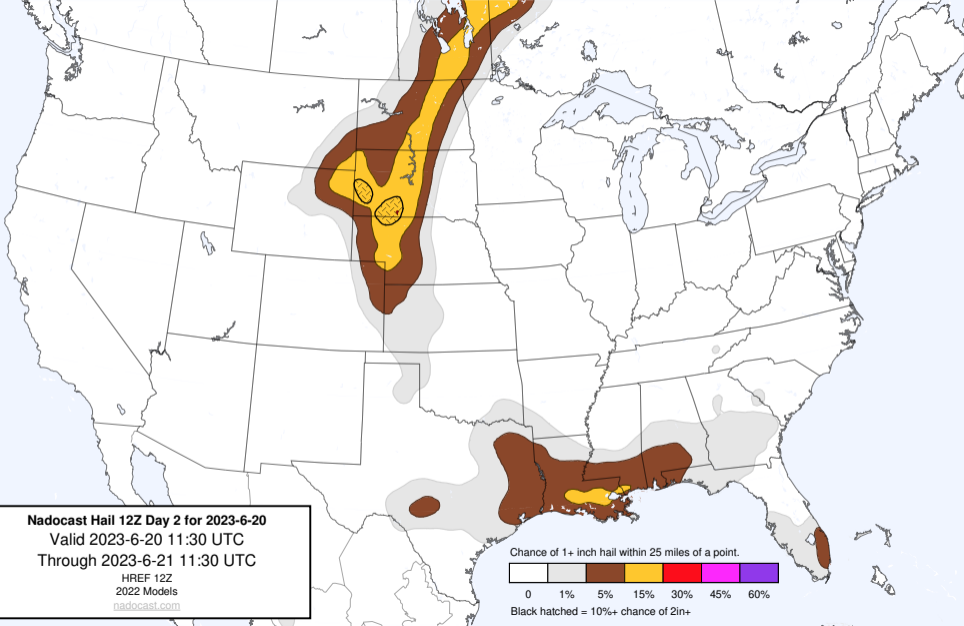 Nadocast Hail 12Z Day 2 for 2023-6-20
Valid 2023-6-20 11:30 UTC
Through 2023-6-21 11:30 UTC
HREF 12Z
2022 Models
nadocast.com
Chance of 1+ inch hail within 25 miles of a point.
0 1% 5% 15% 30% 45% 60%
Black hatched = 10%+ chance of 2in+